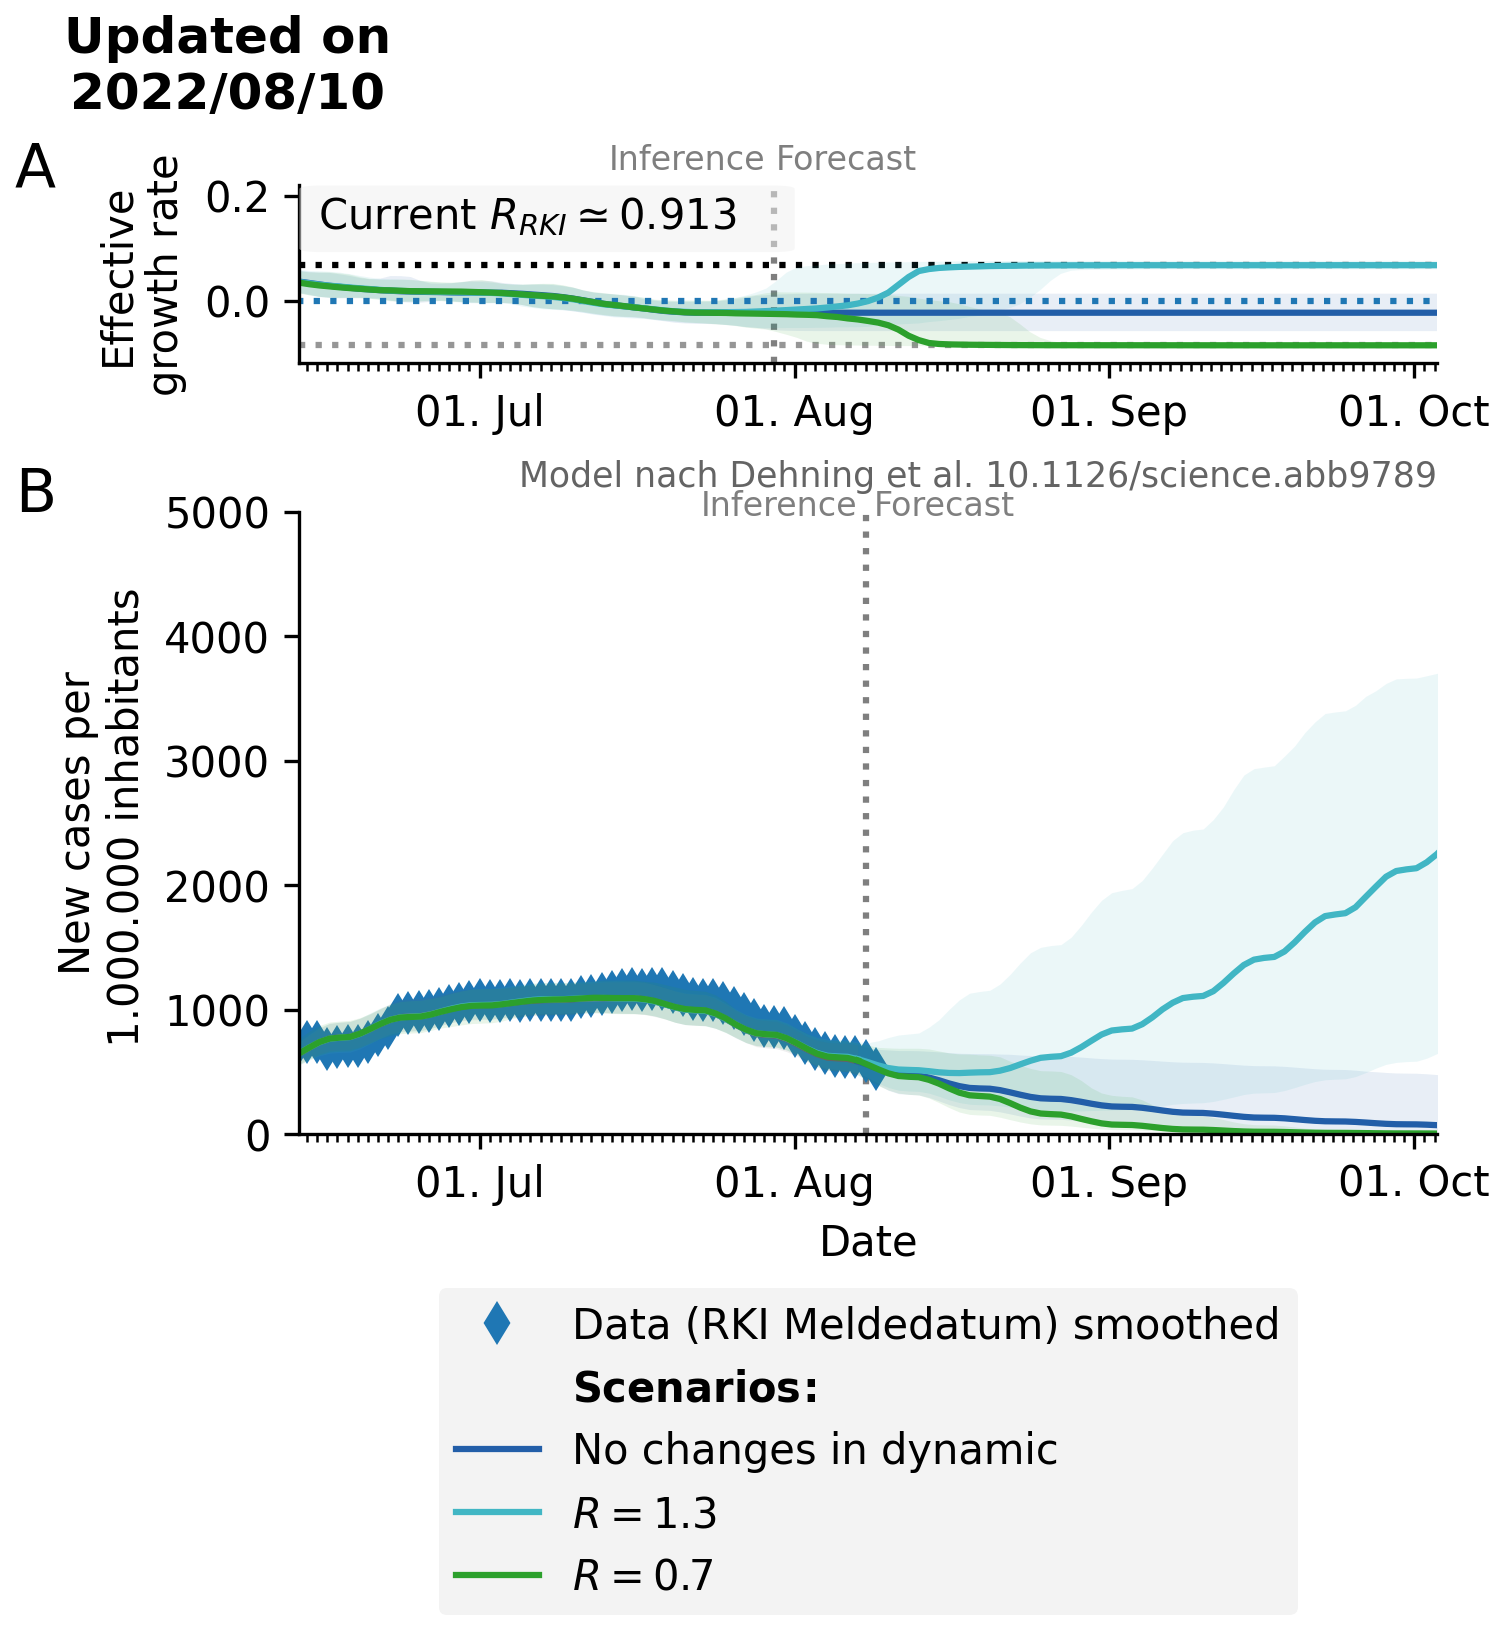 Updated on
2022/08/10
A
Inference Forecast
Effective
growth rate
0.2
0.0
Current R_RKI ≃ 0.913
01. Jul 01. Aug 01. Sep 01. Oct
B
Model nach Dehning et al. 10.1126/science.abb9789
Inference Forecast
New cases per
1.000.000 inhabitants
5000
4000
3000
2000
1000
0
01. Jul 01. Aug 01. Sep 01. Oct
Date
Data (RKI Meldedatum) smoothed
Scenarios:
No changes in dynamic
R = 1.3
R = 0.7